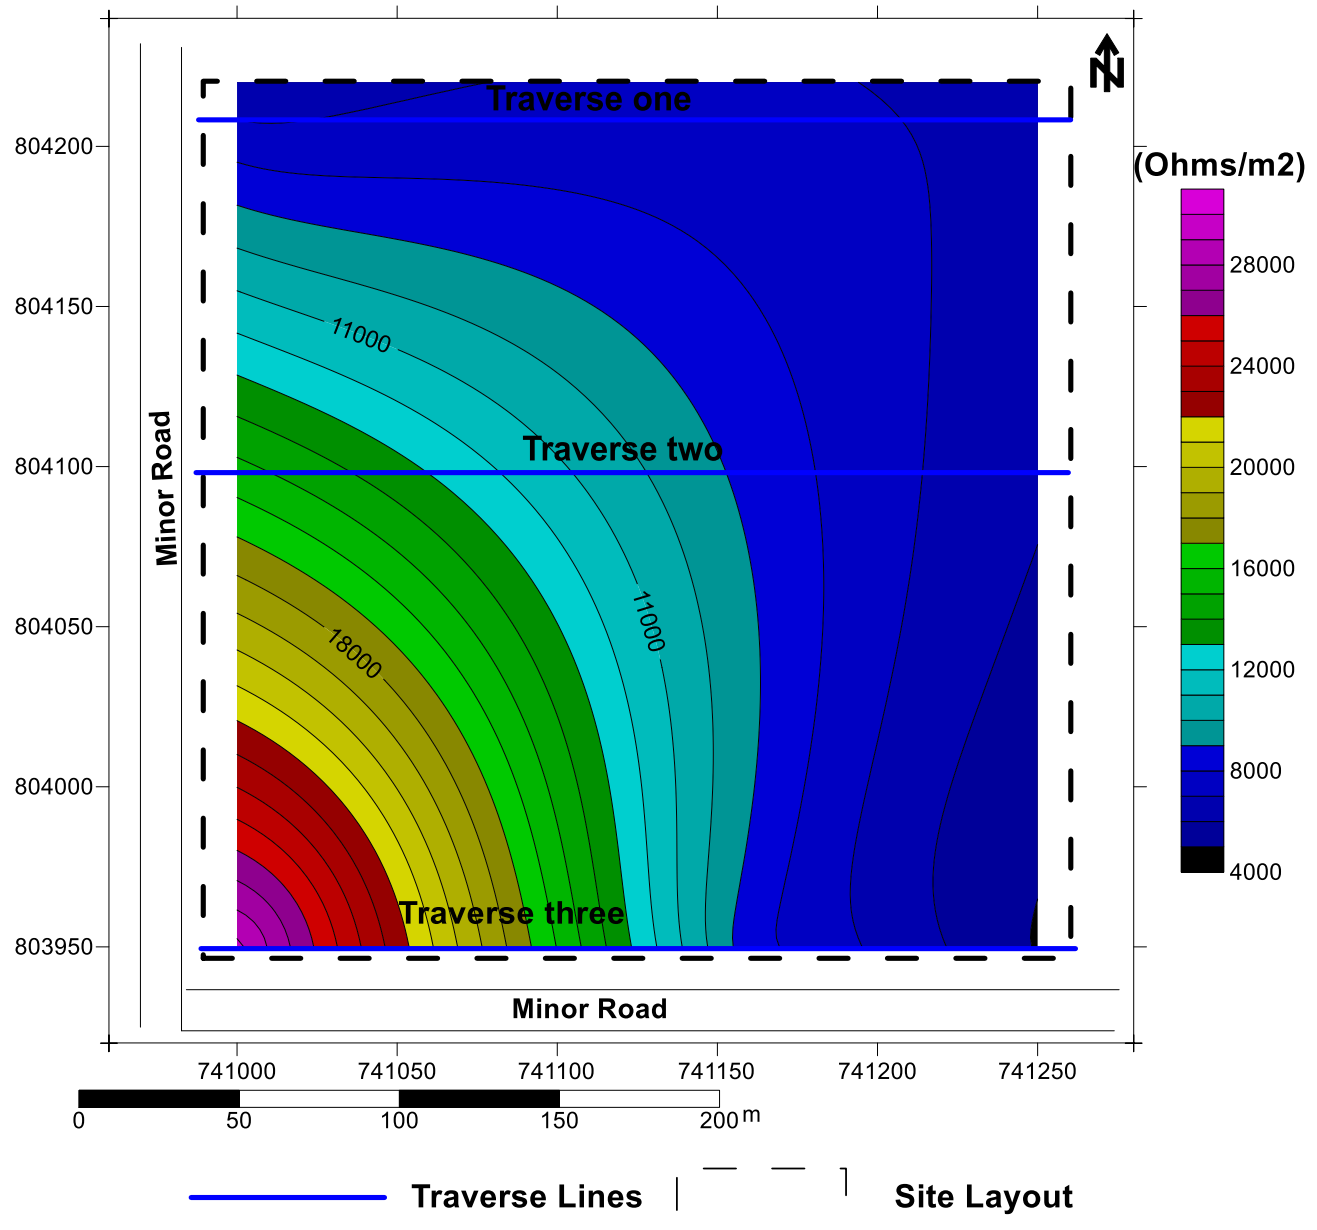 N
Traverse one
804200
(Ohms/m2)
28000
804150
11000
24000
Minor Road
Traverse two
804100
20000
16000
11000
804050
18000
12000
8000
804000
4000
Traverse three
803950
Minor Road
741000 741050 741100 741150 741200 741250
0 50 100 150 200 m
Traverse Lines
Site Layout